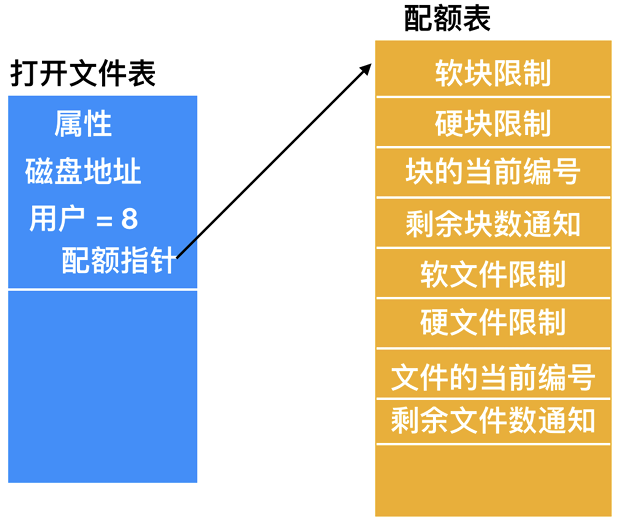 打开文件表
属性
磁盘地址
用户 = 8
配额指针
配额表
软块限制
硬块限制
块的当前编号
剩余块数通知
软文件限制
硬文件限制
文件的当前编号
剩余文件数通知